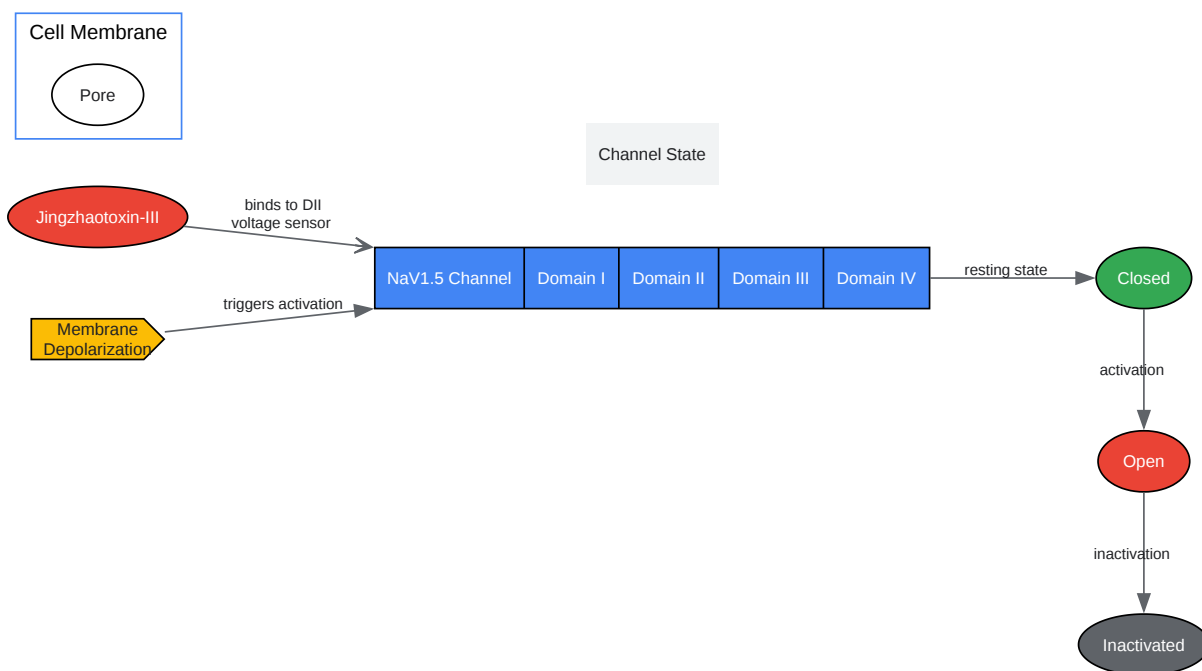 Cell Membrane
Pore
Channel State
Jingzhaotoxin-III
binds to DII
voltage sensor
NaV1.5 Channel
Domain I
Domain II
Domain III
Domain IV
resting state
Closed
triggers activation
Membrane
Depolarization
activation
Open
inactivation
Inactivated